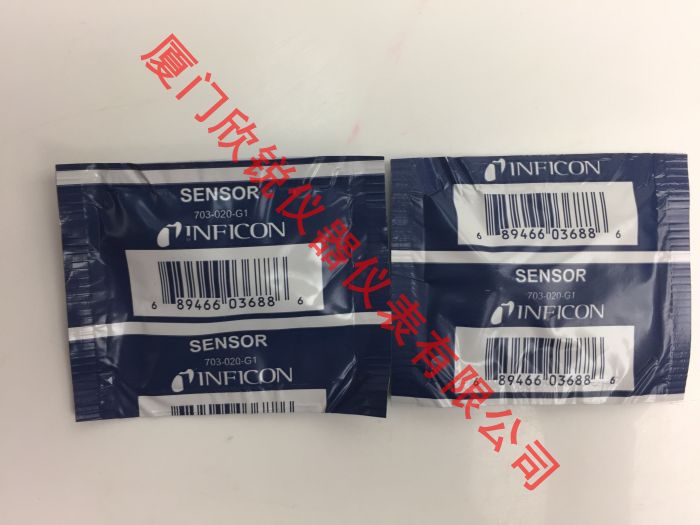 厦门欣锐仪器仪表有限公司
SENSOR
703-020-G1
INFICON
6 89466 03688 6
SENSOR
703-020-G1
INFICON
INFICON
6 89466 03688 6
SENSOR
703-020-G1
INFICON
89466 03688 6